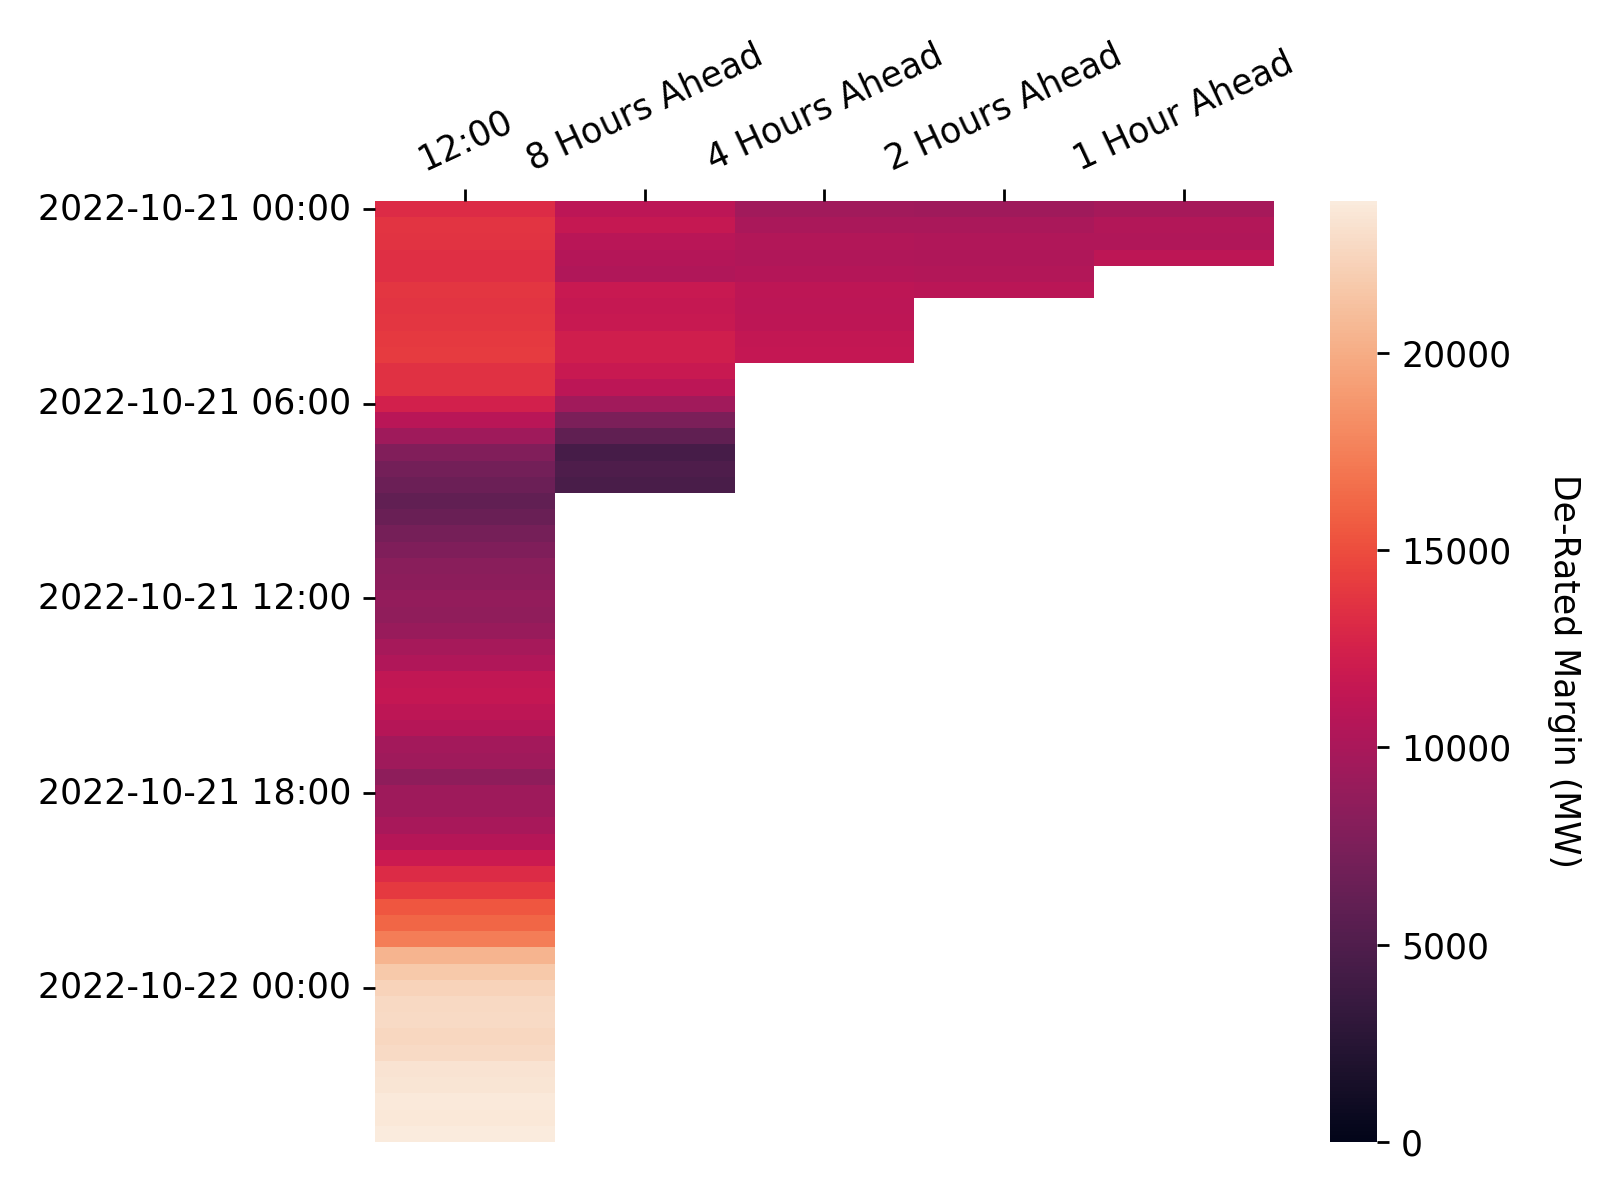 12:00
8 Hours Ahead
4 Hours Ahead
2 Hours Ahead
1 Hour Ahead
2022-10-21 00:00
2022-10-21 06:00
2022-10-21 12:00
2022-10-21 18:00
2022-10-22 00:00
20000
15000
10000
5000
0
De-Rated Margin (MW)